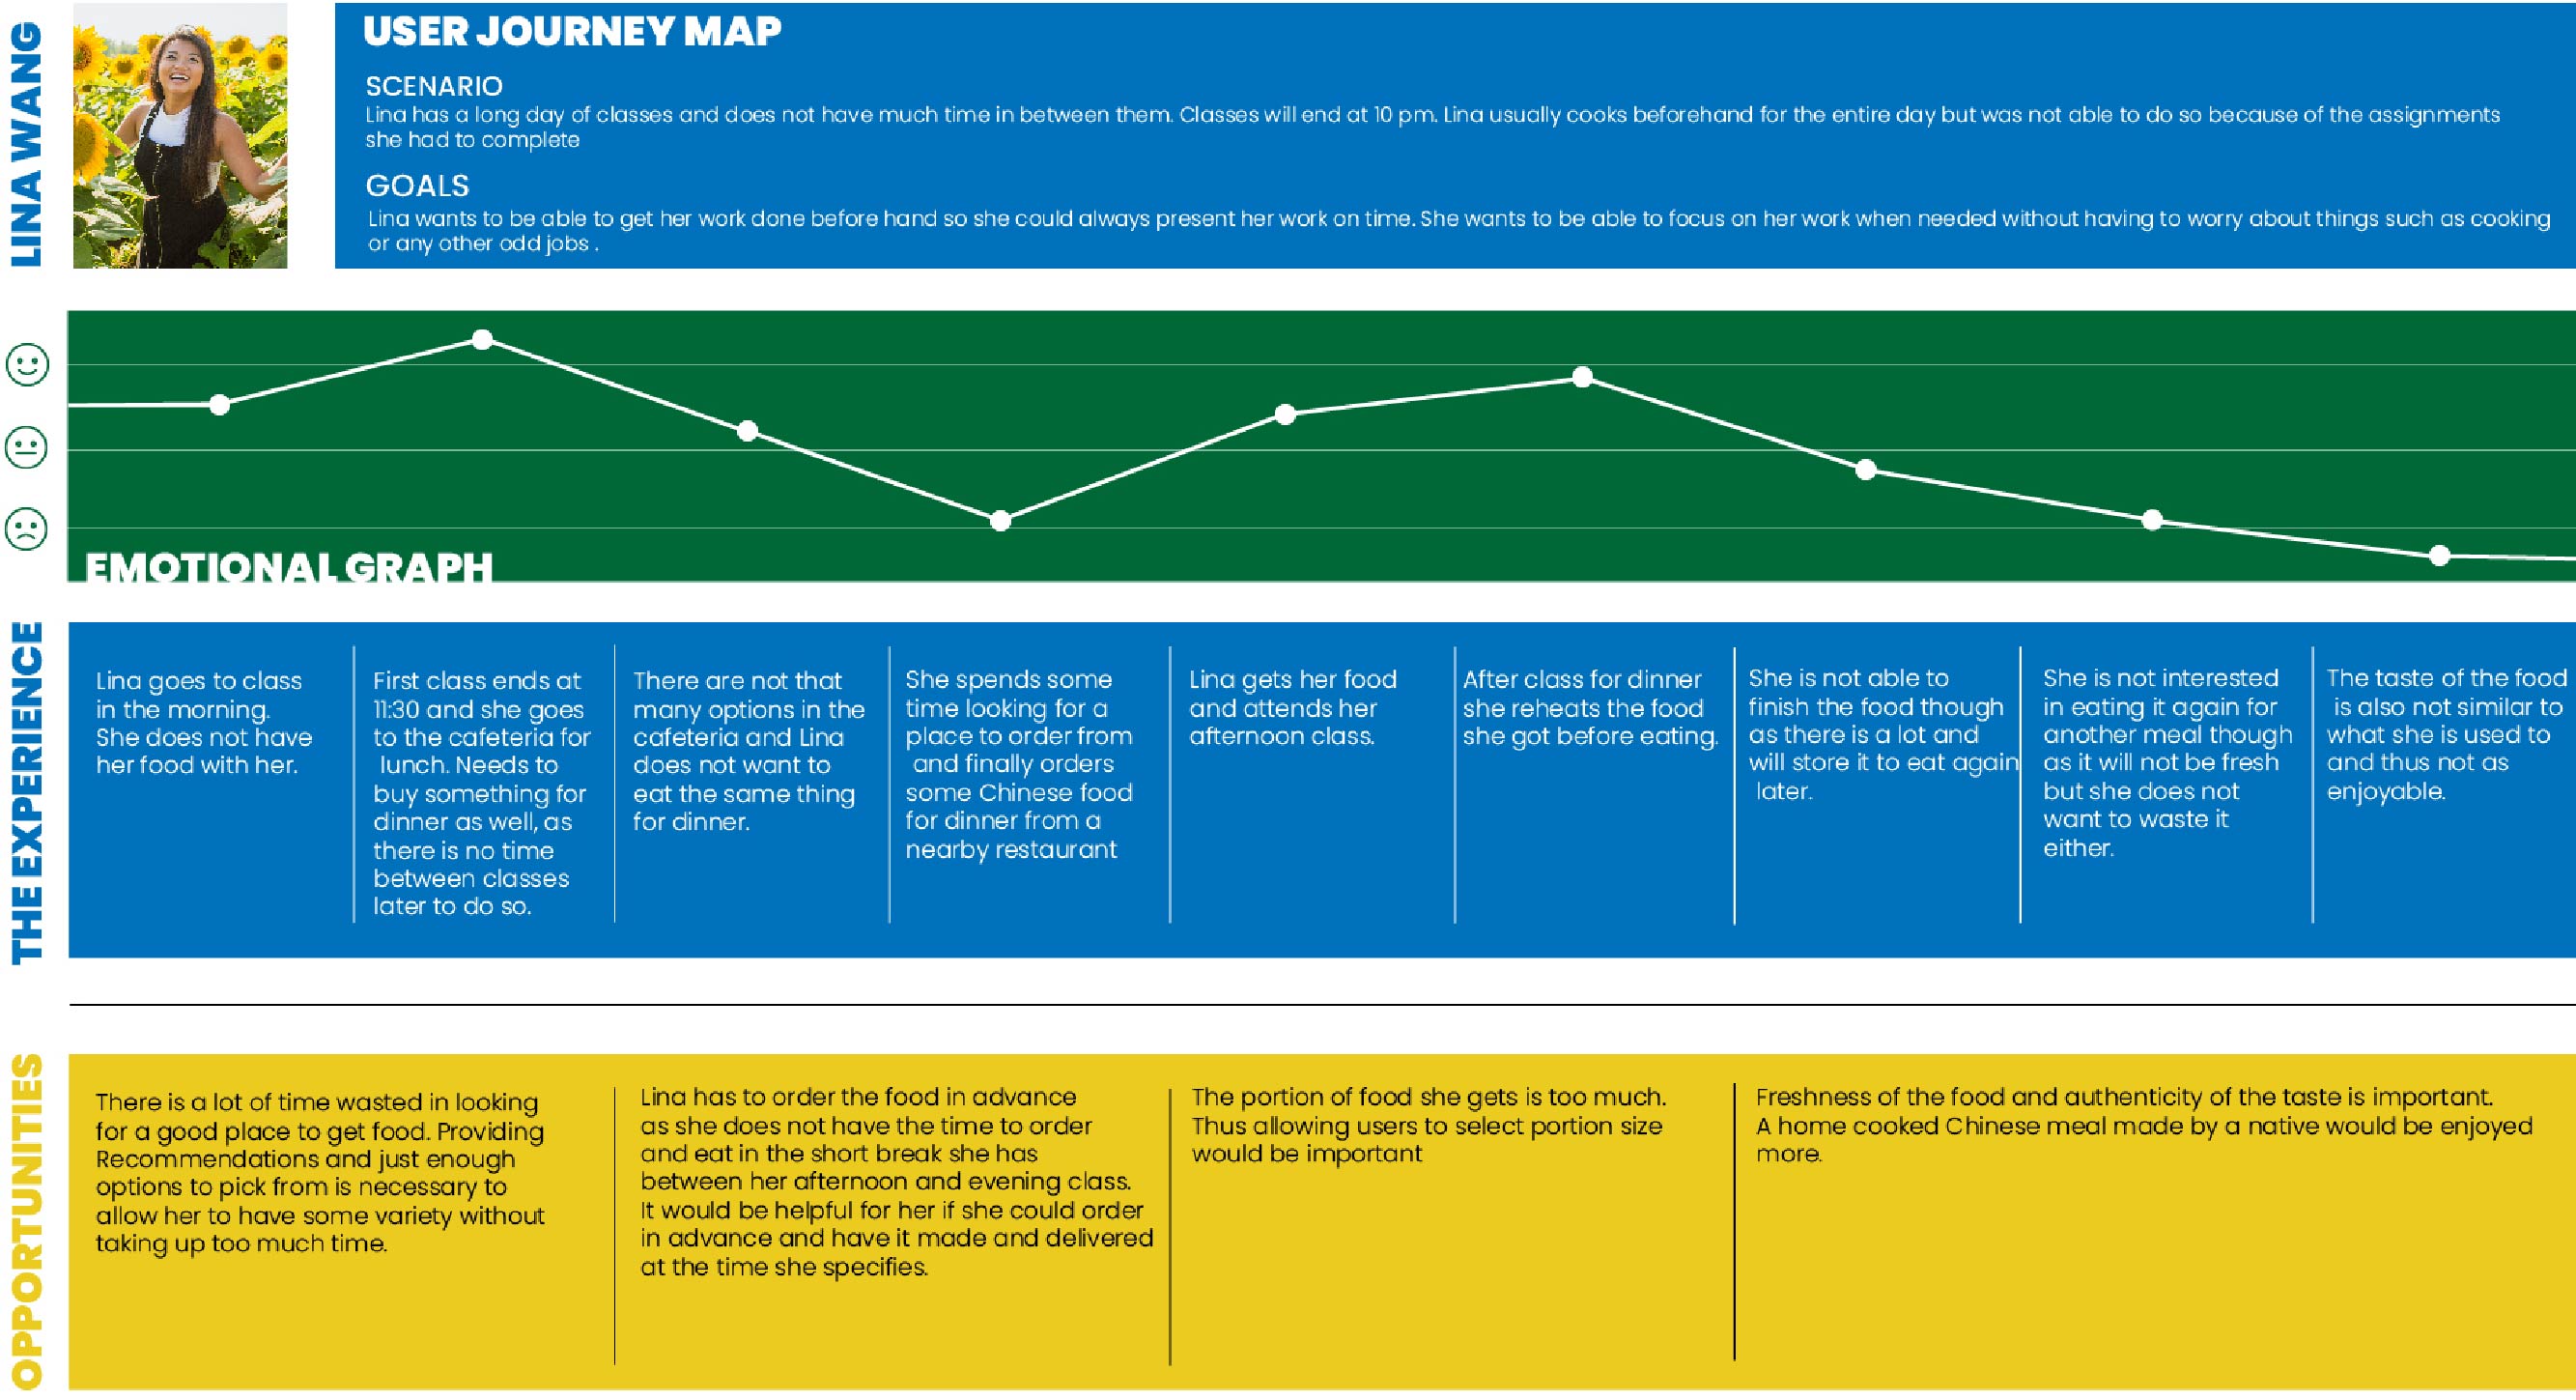 LINA WANG
USER JOURNEY MAP
SCENARIO
Lina has a long day of classes and does not have much time in between them. Classes will end at 10 pm. Lina usually cooks beforehand for the entire day but was not able to do so because of the assignments
she had to complete
GOALS
Lina wants to be able to get her work done before hand so she could always present her work on time. She wants to be able to focus on her work when needed without having to worry about things such as cooking
or any other odd jobs .
EMOTIONAL GRAPH
THE EXPERIENCE
Lina goes to class
in the morning.
She does not have
her food with her.
First class ends at
11:30 and she goes
to the cafeteria for
lunch. Needs to
buy something for
dinner as well, as
there is no time
between classes
later to do so.
There are not that
many options in the
cafeteria and Lina
does not want to
eat the same thing
for dinner.
She spends some
time looking for a
place to order from
and finally orders
some Chinese food
for dinner from a
nearby restaurant
Lina gets her food
and attends her
afternoon class.
After class for dinner
she reheats the food
she got before eating.
She is not able to
finish the food though
as there is a lot and
will store it to eat again
later.
She is not interested
in eating it again for
another meal though
as it will not be fresh
but she does not
want to waste it
either.
The taste of the food
is also not similar to
what she is used to
and thus not as
enjoyable.
OPPORTUNITIES
There is a lot of time wasted in looking
for a good place to get food. Providing
Recommendations and just enough
options to pick from is necessary to
allow her to have some variety without
taking up too much time.
Lina has to order the food in advance
as she does not have the time to order
and eat in the short break she has
between her afternoon and evening class.
It would be helpful for her if she could order
in advance and have it made and delivered
at the time she specifies.
The portion of food she gets is too much.
Thus allowing users to select portion size
would be important
Freshness of the food and authenticity of the taste is important.
A home cooked Chinese meal made by a native would be enjoyed
more.